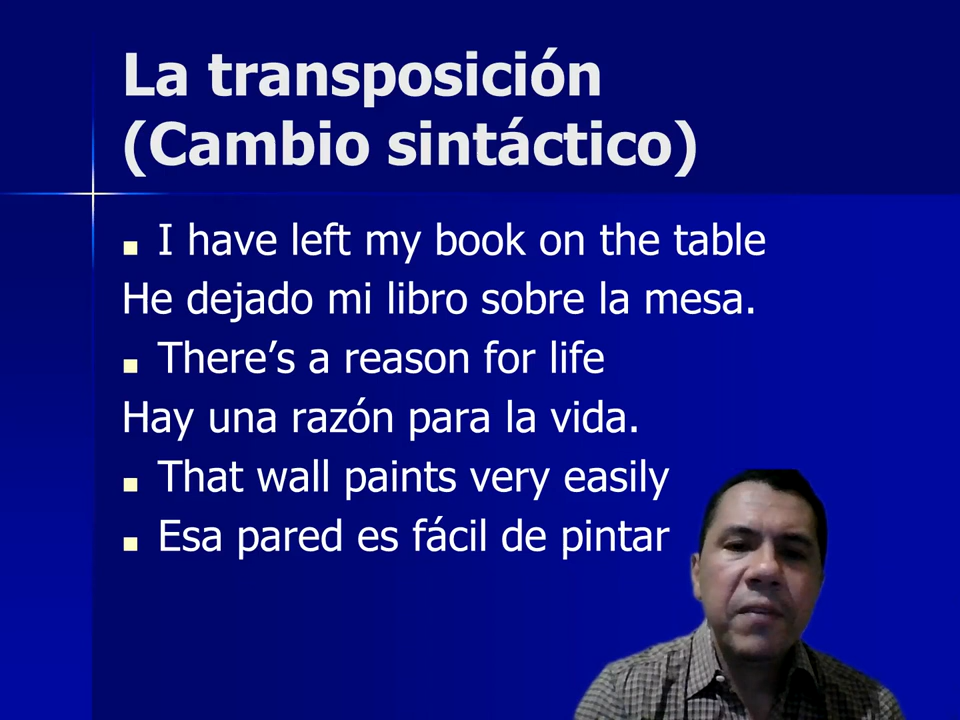 La transposición
(Cambio sintáctico)
I have left my book on the table
He dejado mi libro sobre la mesa.
There’s a reason for life
Hay una razón para la vida.
That wall paints very easily
Esa pared es fácil de pintar